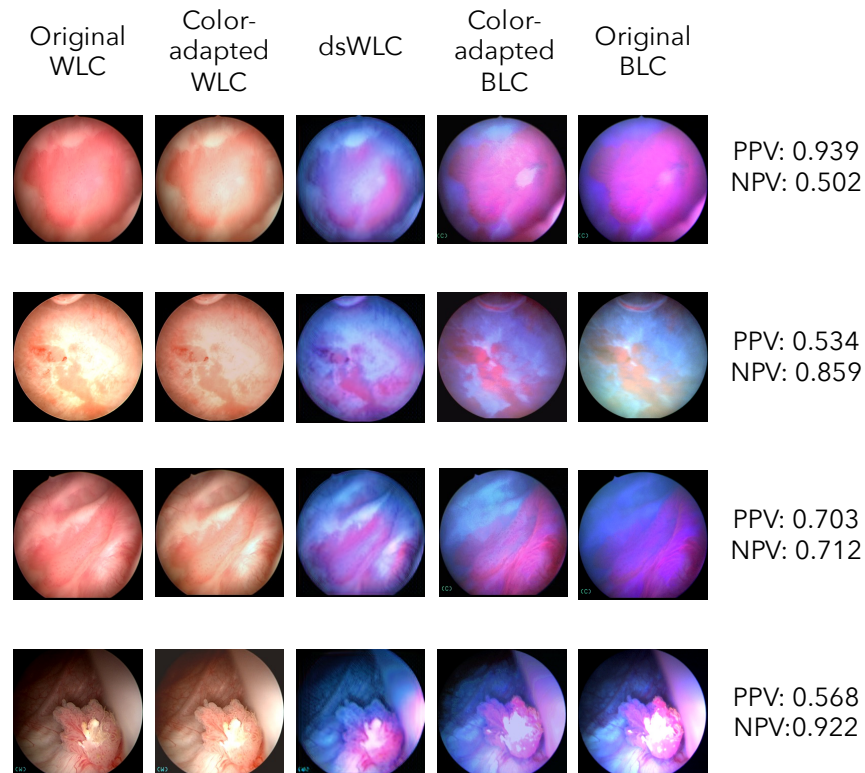 Original
WLC
Color-
adapted
WLC
dsWLC
Color-
adapted
BLC
Original
BLC
(C)
(C)
PPV: 0.939
NPV: 0.502
PPV: 0.534
NPV: 0.859
(C)
(C)
PPV: 0.703
NPV: 0.712
(W)
(W)
PPV: 0.568
NPV:0.922